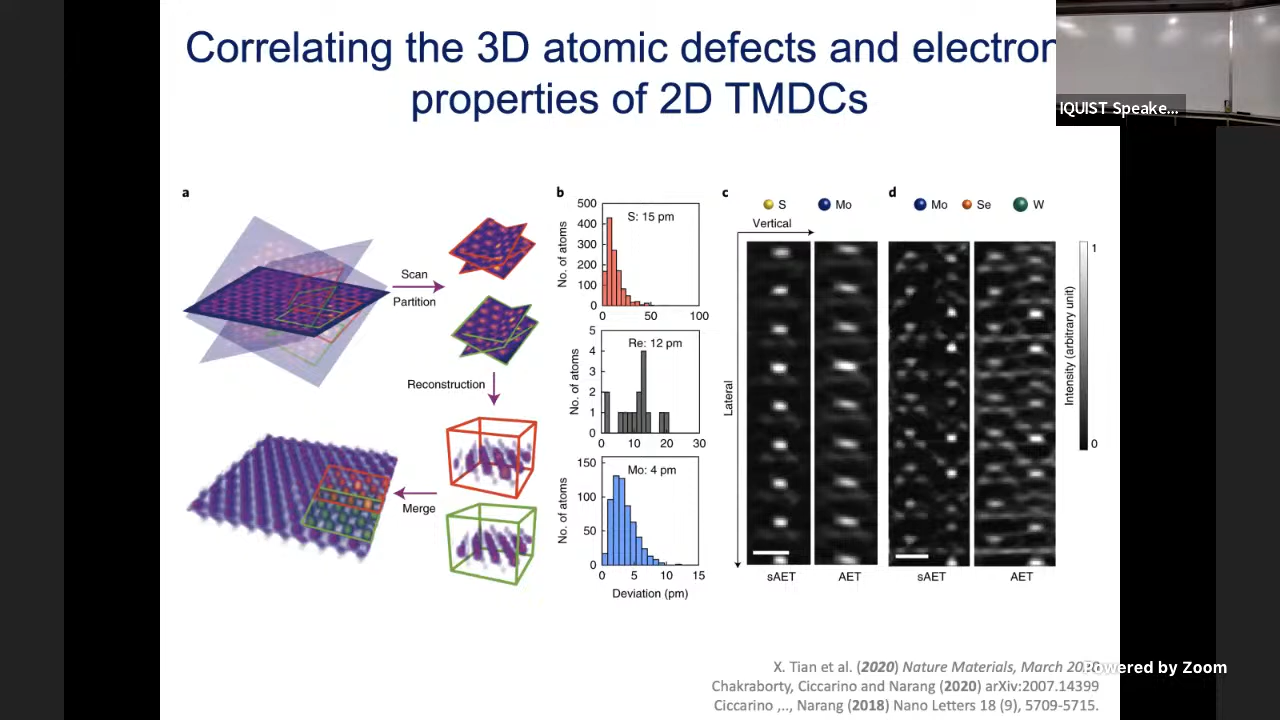 Correlating the 3D atomic defects and electron
properties of 2D TMDCs
IQUIST Speake...
a
Scan
Partition
Reconstruction
Merge
b
500
400
300
200
100
0
No. of atoms
S: 15 pm
0 50 100
5
4
3
2
1
0
No. of atoms
Re: 12 pm
0 10 20 30
150
100
50
0
No. of atoms
Mo: 4 pm
0 5 10 15
Deviation (pm)
c
S Mo
Vertical
Lateral
sAET AET
d
Mo Se W
sAET AET
1
0
Intensity (arbitrary unit)
X. Tian et al. (2020) Nature Materials, March 2020
Powered by Zoom
Chakraborty, Ciccarino and Narang (2020) arXiv:2007.14399
Ciccarino ,.., Narang (2018) Nano Letters 18 (9), 5709-5715.